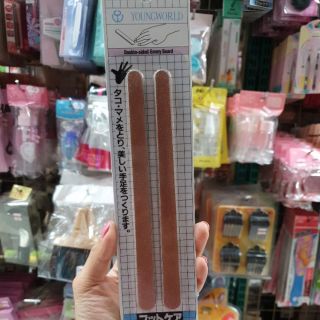 YOUNGWORLD
Double-sided Emery Board
タコ・マメをとり、美しい手足をつくります。
フットケア